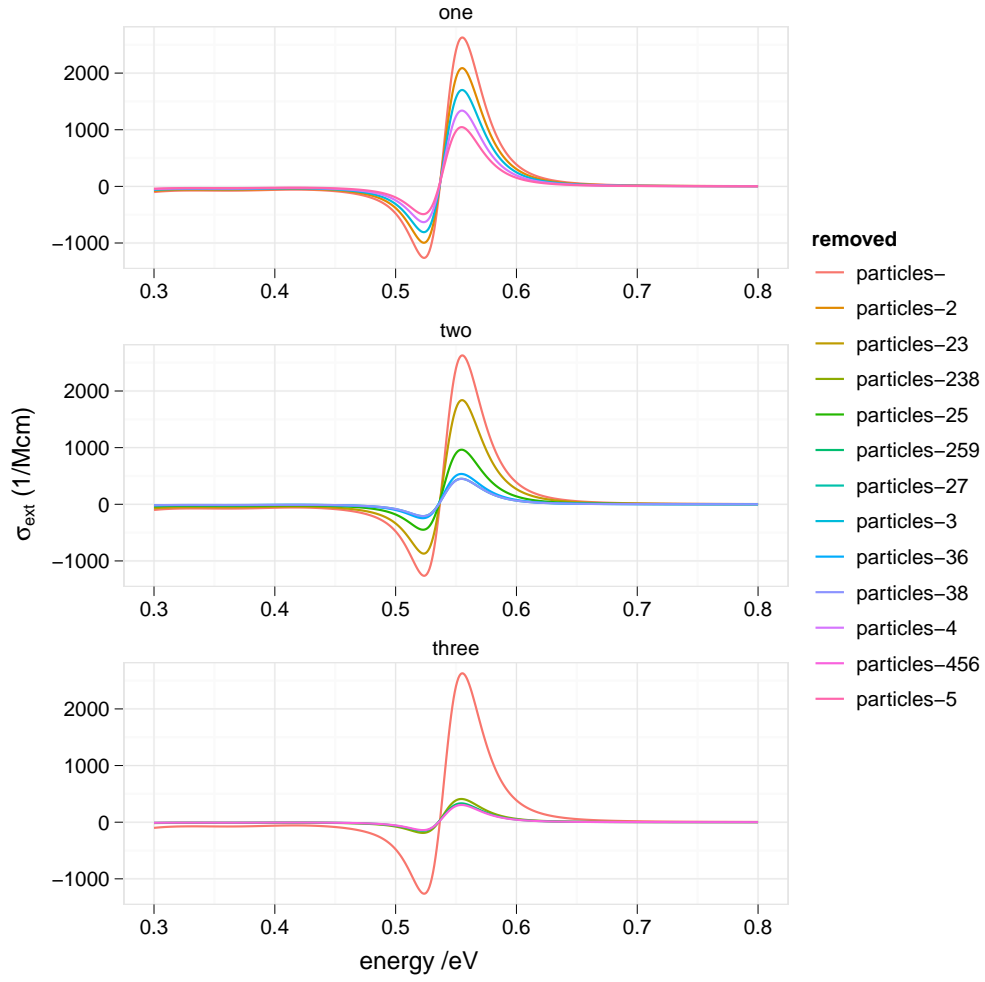 one
2000
1000
0
−1000
0.3 0.4 0.5 0.6 0.7 0.8
two
2000
1000
0
−1000
0.3 0.4 0.5 0.6 0.7 0.8
three
2000
1000
0
−1000
0.3 0.4 0.5 0.6 0.7 0.8
energy /eV
σext (1/Mcm)
removed
particles−
particles−2
particles−23
particles−238
particles−25
particles−259
particles−27
particles−3
particles−36
particles−38
particles−4
particles−456
particles−5